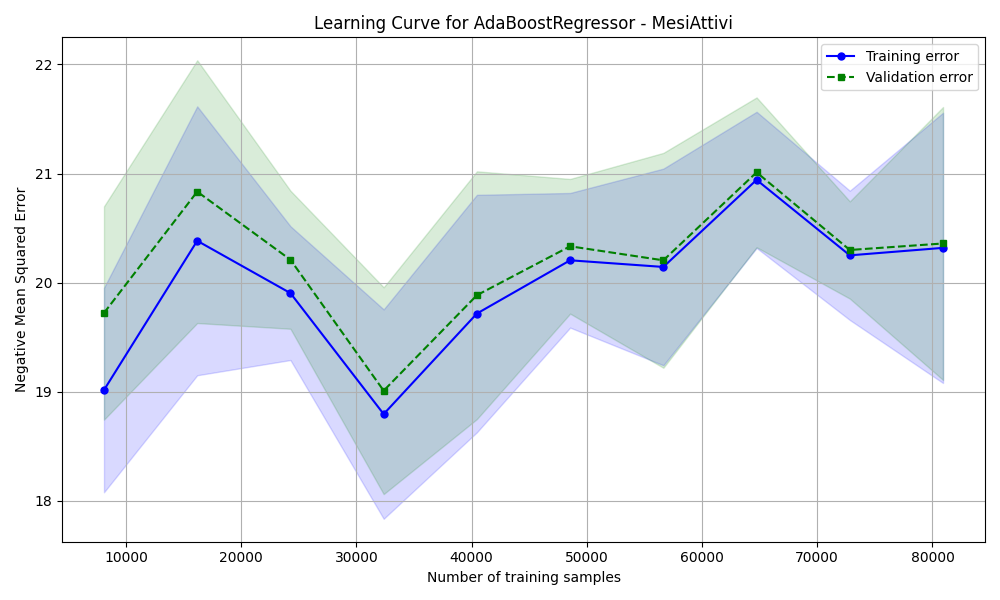 Learning Curve for AdaBoostRegressor - MesiAttivi
Training error
Validation error
Negative Mean Squared Error
22
21
20
19
18
10000 20000 30000 40000 50000 60000 70000 80000
Number of training samples